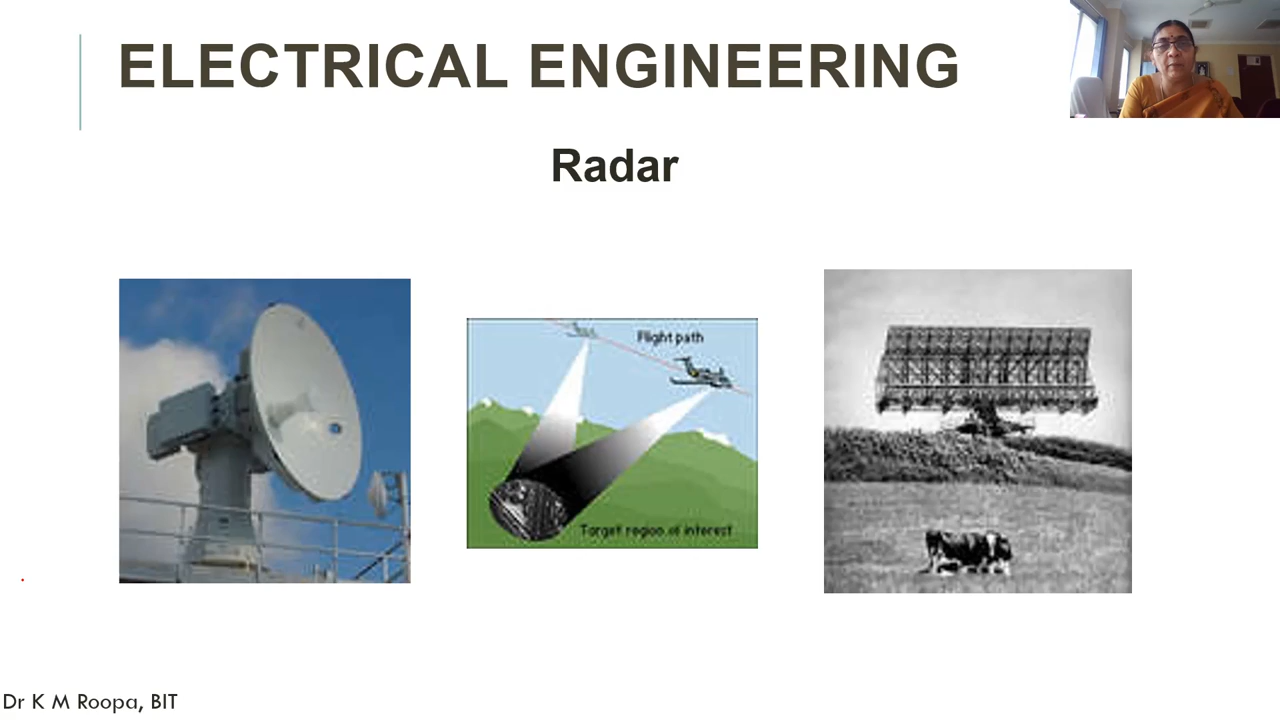 ELECTRICAL ENGINEERING
Radar
Flight path
Target region of interest
Dr K M Roopa, BIT